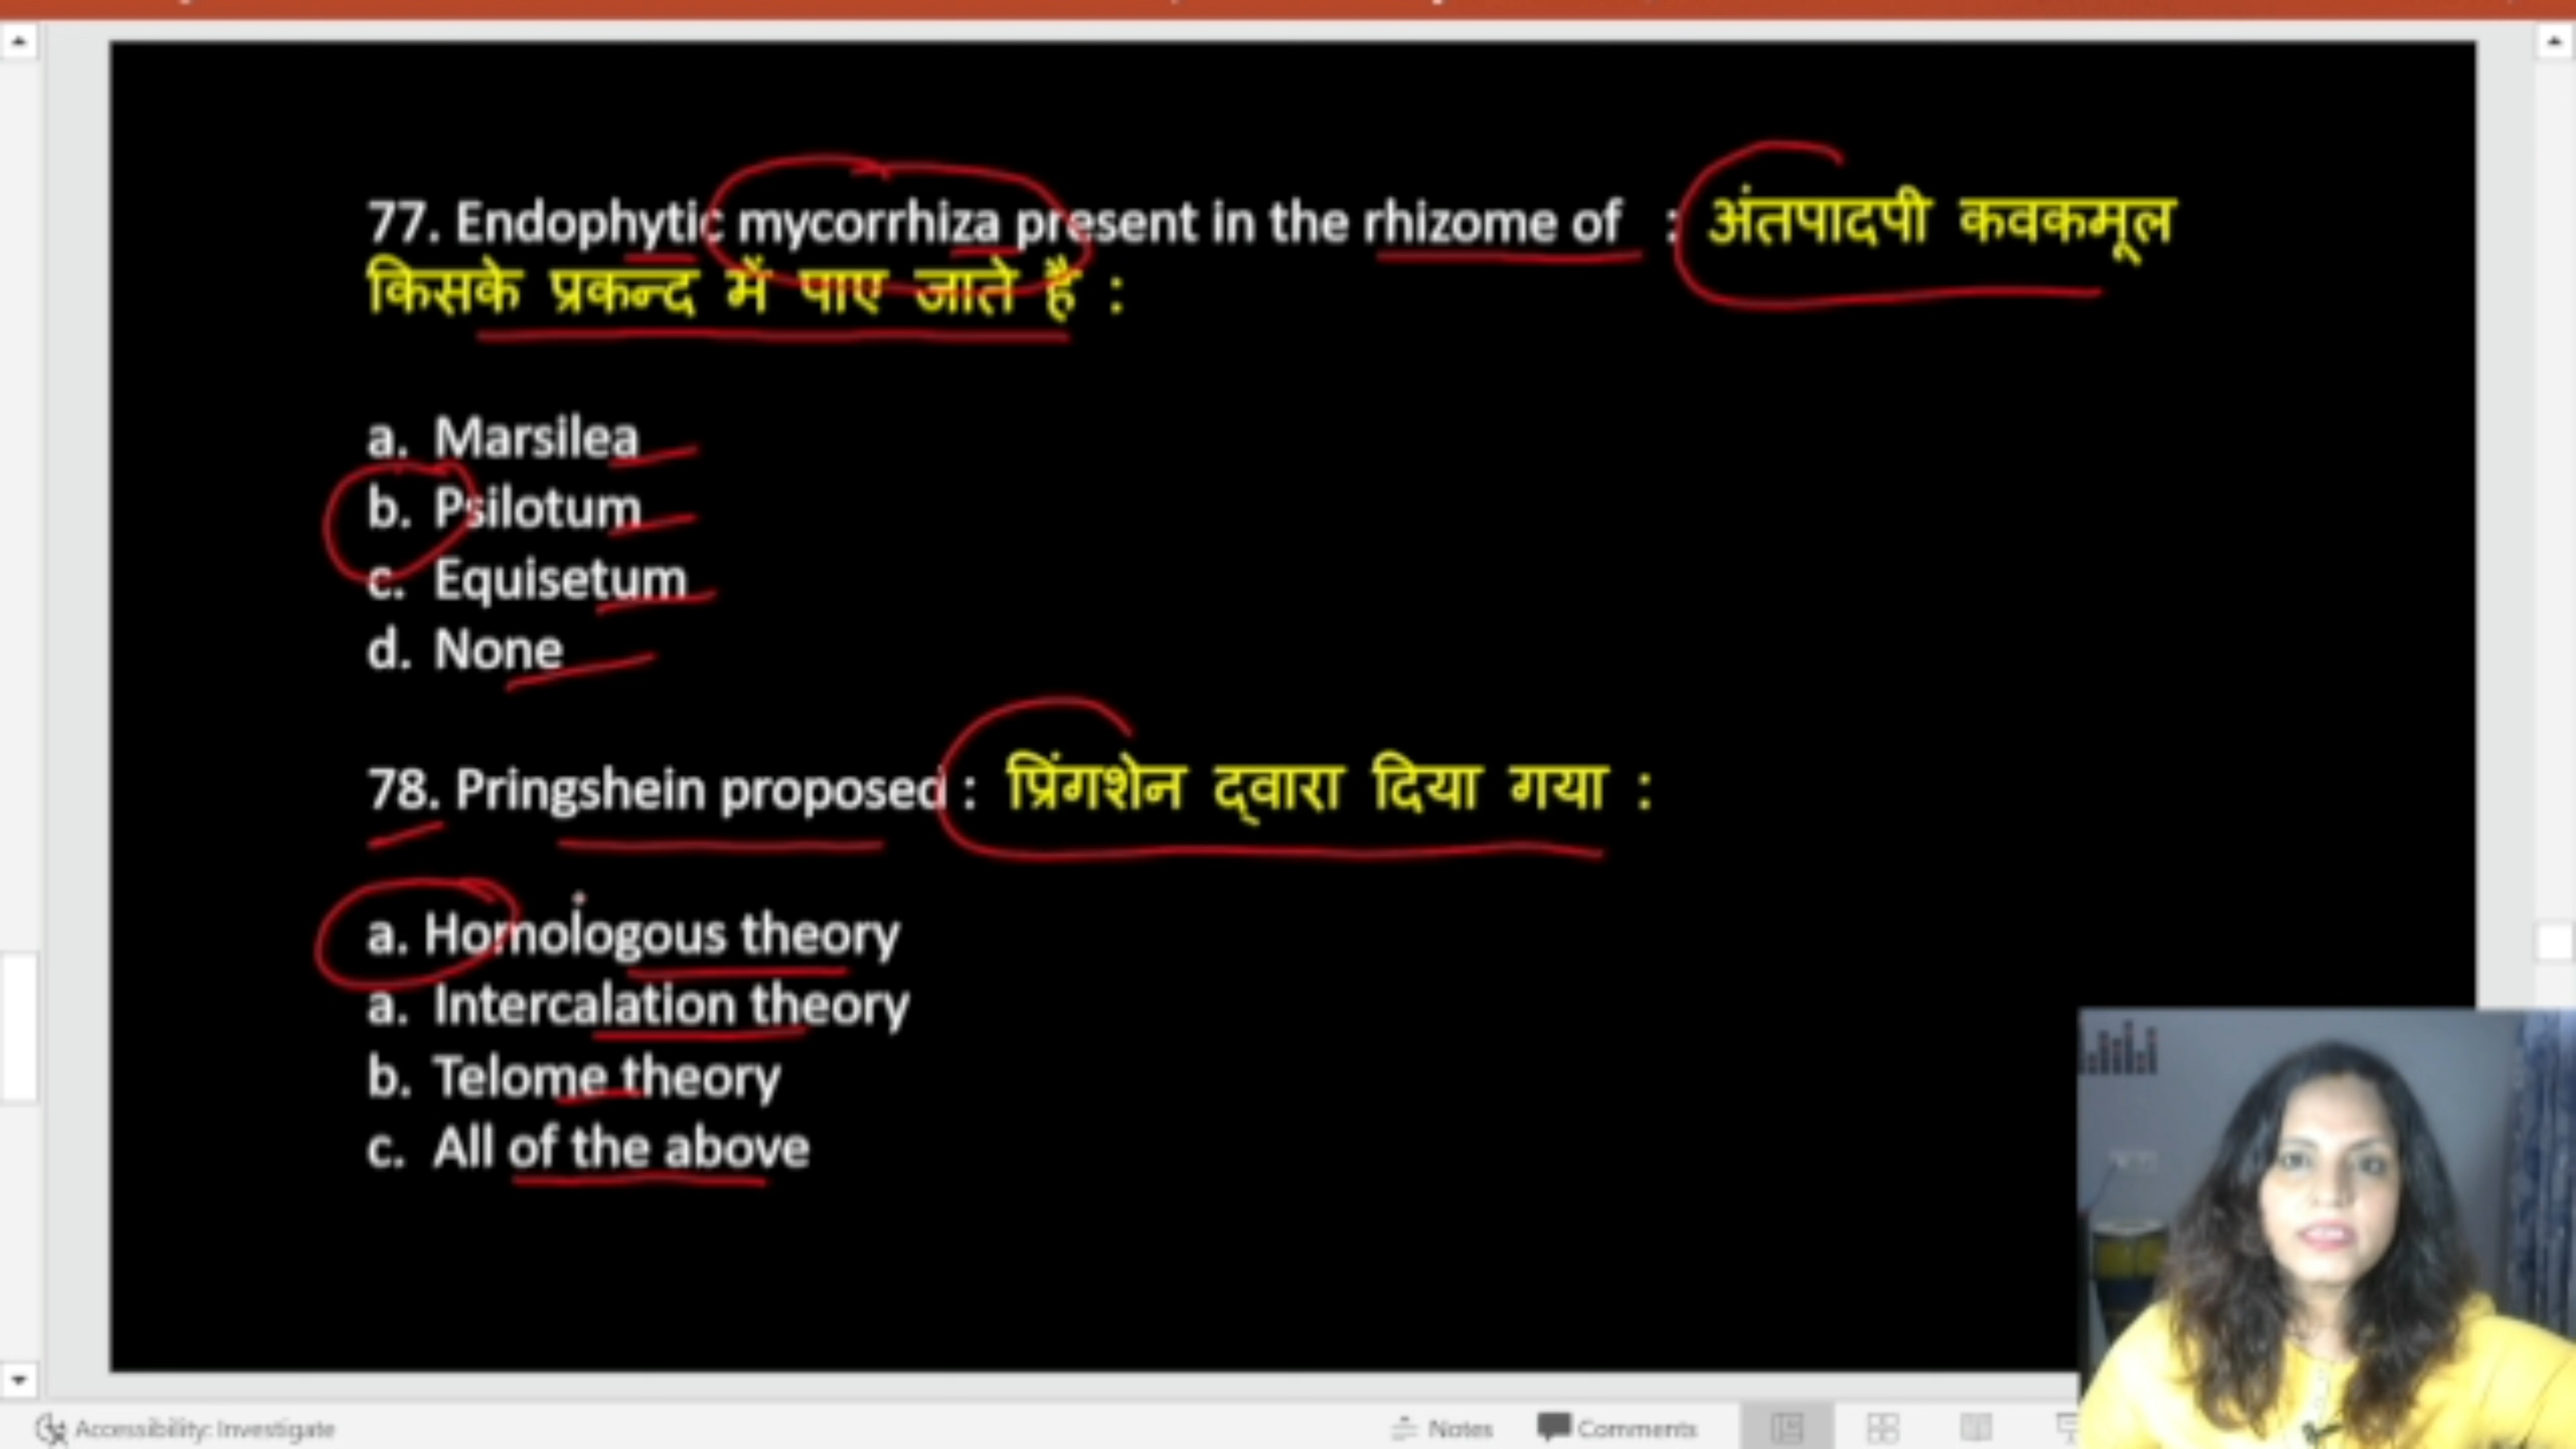 77. Endophytic mycorrhiza present in the rhizome of : अंतपादपी कवकमूल
किसके प्रकन्द में पाए जाते है :
a. Marsilea
b. Psilotum
c. Equisetum
d. None
78. Pringshein proposed : प्रिंगशेन द्वारा दिया गया :
a. Homologous theory
a. Intercalation theory
b. Telome theory
c. All of the above
Accessibility: Investigate
Notes
Comments